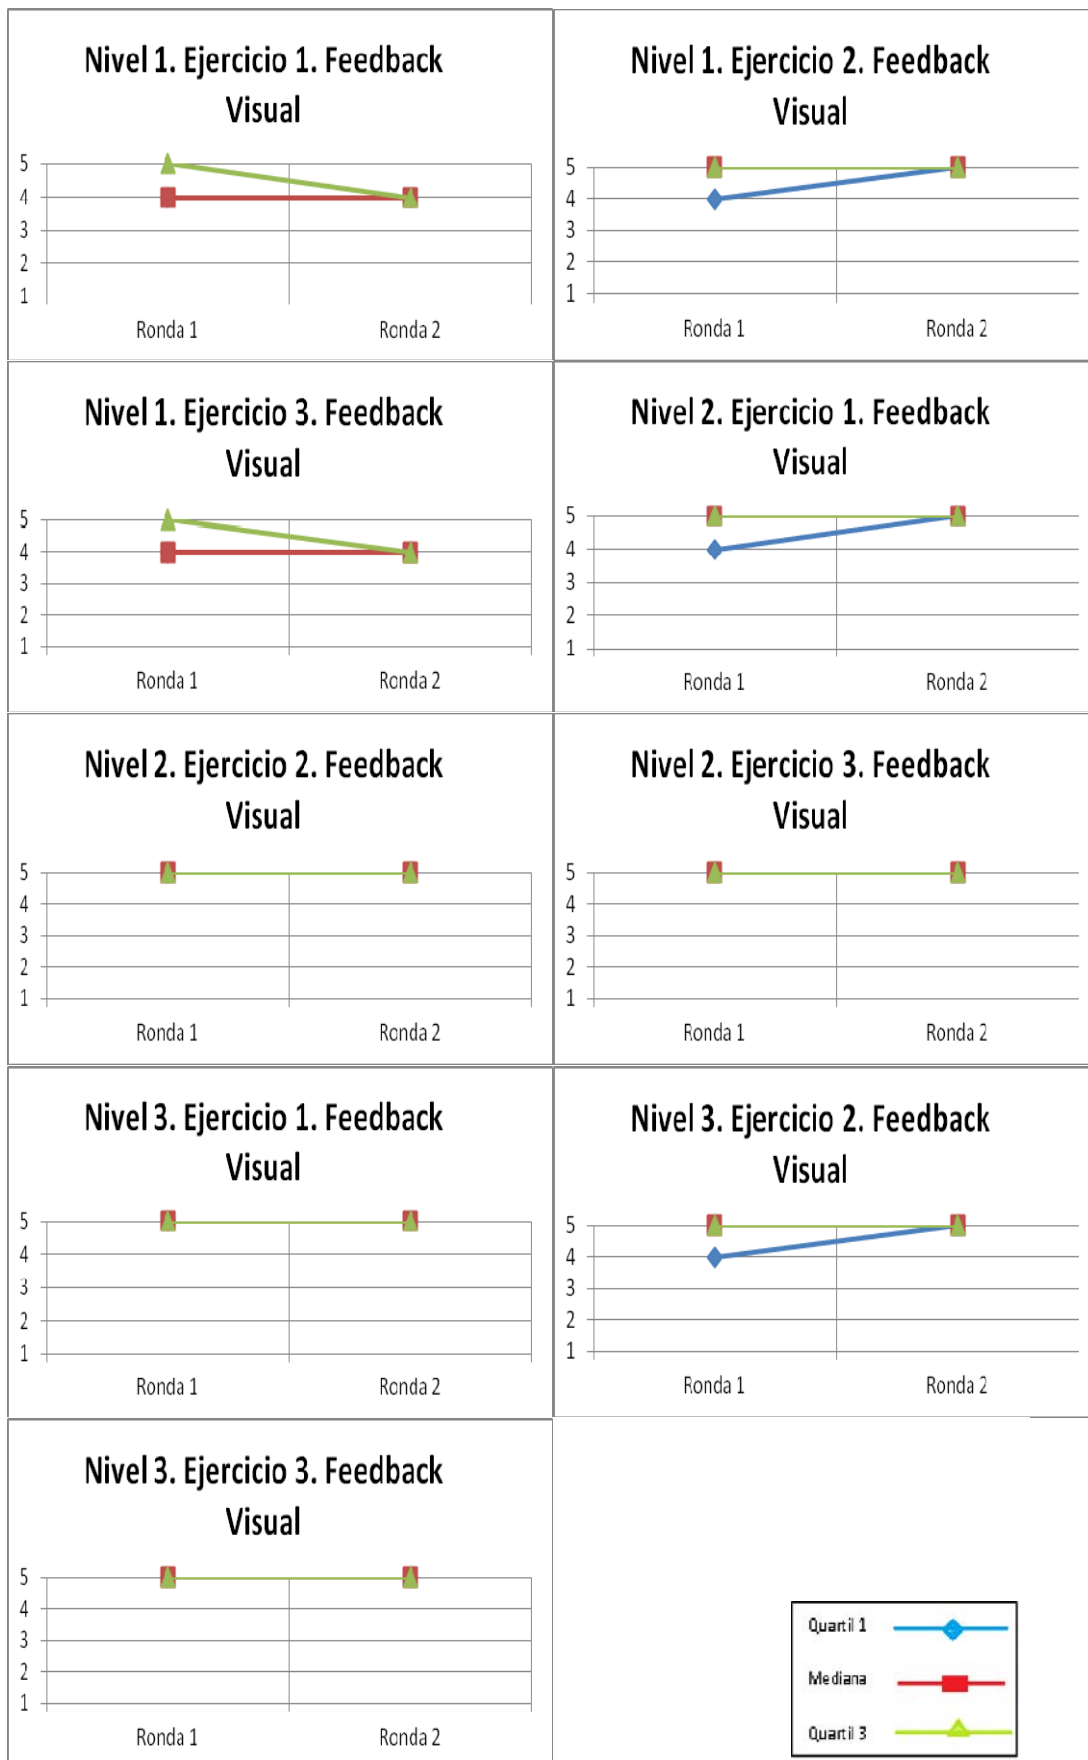 Nivel 1. Ejercicio 1. Feedback
Visual
5
4
3
2
1
Ronda 1 Ronda 2
Nivel 1. Ejercicio 2. Feedback
Visual
5
4
3
2
1
Ronda 1 Ronda 2
Nivel 1. Ejercicio 3. Feedback
Visual
5
4
3
2
1
Ronda 1 Ronda 2
Nivel 2. Ejercicio 1. Feedback
Visual
5
4
3
2
1
Ronda 1 Ronda 2
Nivel 2. Ejercicio 2. Feedback
Visual
5
4
3
2
1
Ronda 1 Ronda 2
Nivel 2. Ejercicio 3. Feedback
Visual
5
4
3
2
1
Ronda 1 Ronda 2
Nivel 3. Ejercicio 1. Feedback
Visual
5
4
3
2
1
Ronda 1 Ronda 2
Nivel 3. Ejercicio 2. Feedback
Visual
5
4
3
2
1
Ronda 1 Ronda 2
Nivel 3. Ejercicio 3. Feedback
Visual
5
4
3
2
1
Ronda 1 Ronda 2
Quartil 1
Mediana
Quartil 3